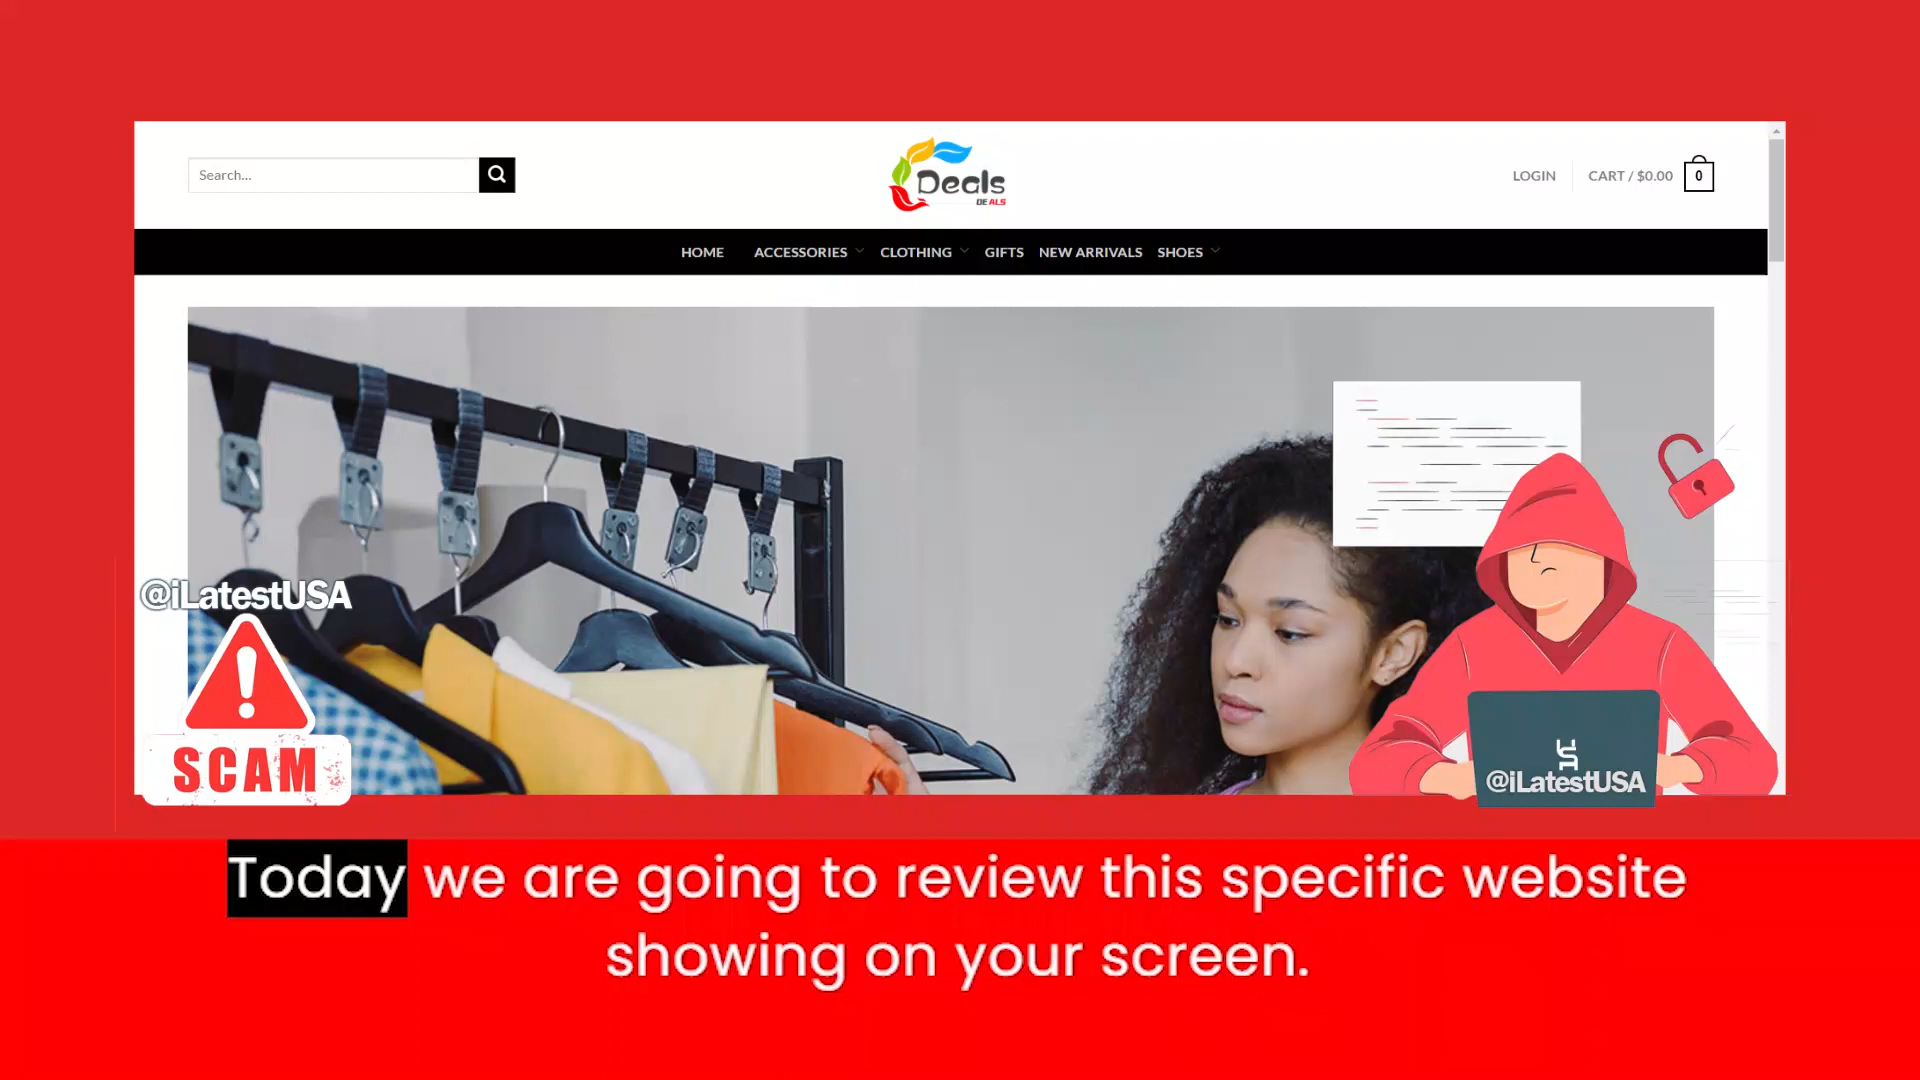 Search...
Deals
DE ALS
LOGIN
CART / $0.00
0
HOME
ACCESSORIES
CLOTHING
GIFTS
NEW ARRIVALS
SHOES
@iLatestUSA
SCAM
@iLatestUSA
Today we are going to review this specific website
showing on your screen.